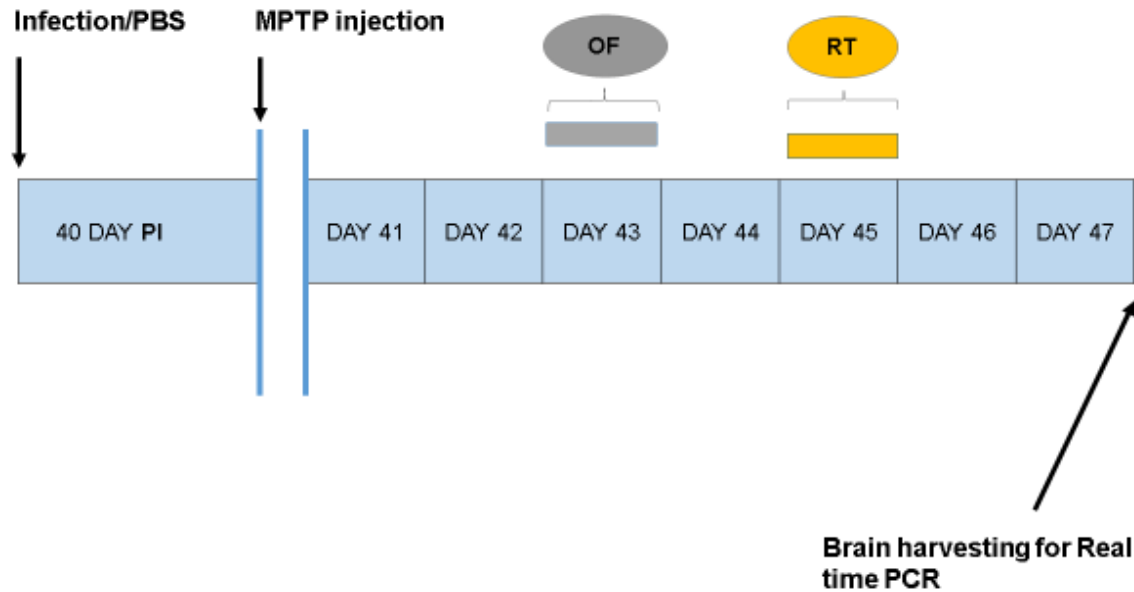 Infection/PBS
MPTP injection
OF
RT
40 DAY PI
DAY 41
DAY 42
DAY 43
DAY 44
DAY 45
DAY 46
DAY 47
Brain harvesting for Real
time PCR